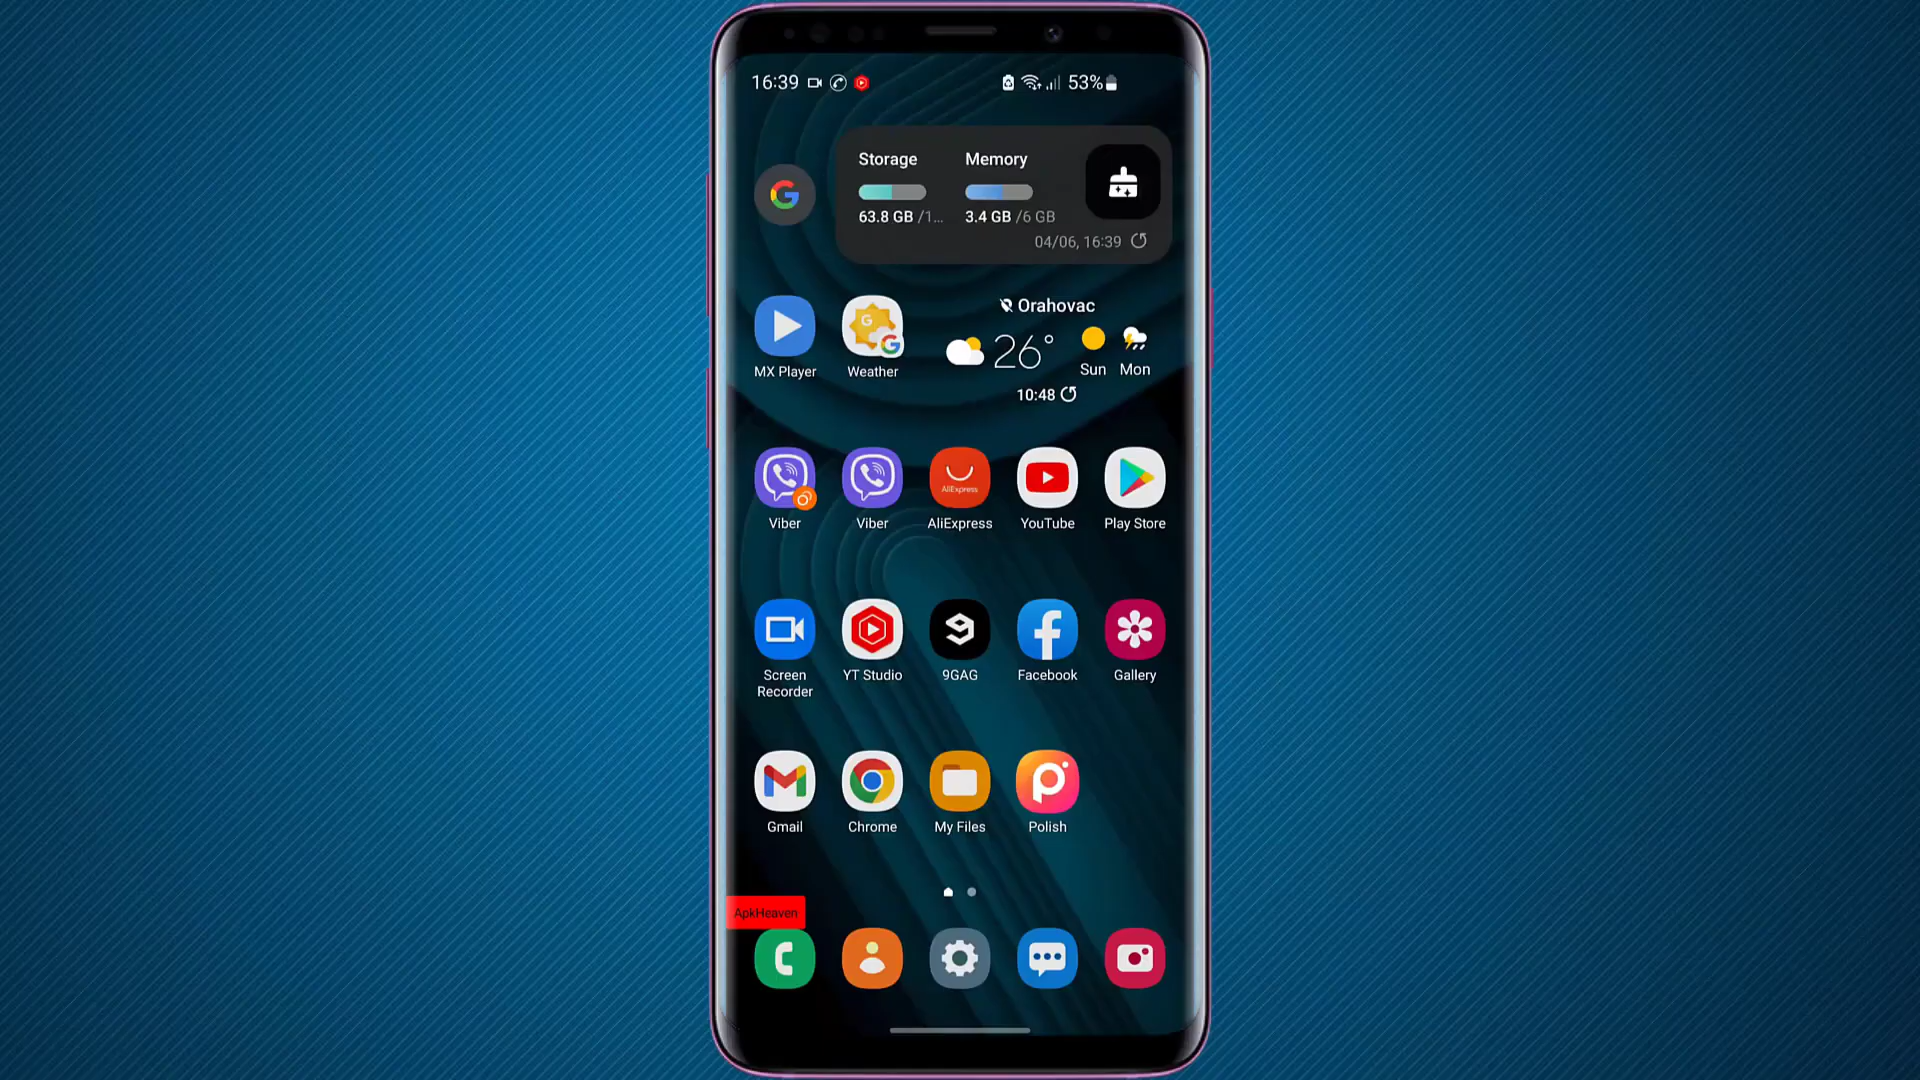 16:39
53%
Storage
Memory
63.8 GB /1...
3.4 GB /6 GB
04/06, 16:39
Orahovac
26°
MX Player
Weather
Sun
Mon
10:48
AliExpress
Viber
Viber
AliExpress
YouTube
Play Store
Screen
Recorder
YT Studio
9GAG
Facebook
Gallery
Gmail
Chrome
My Files
Polish
ApkHeaven